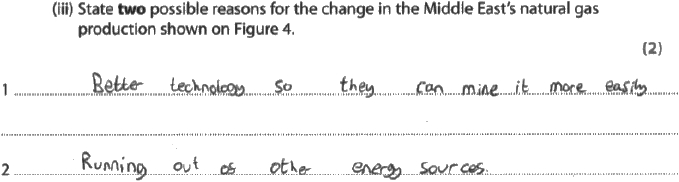 (iii) State two possible reasons for the change in the Middle East's natural gas
production shown on Figure 4.
(2)
1 Better technology so they can mine it more easily
2 Running out os other energy sources.